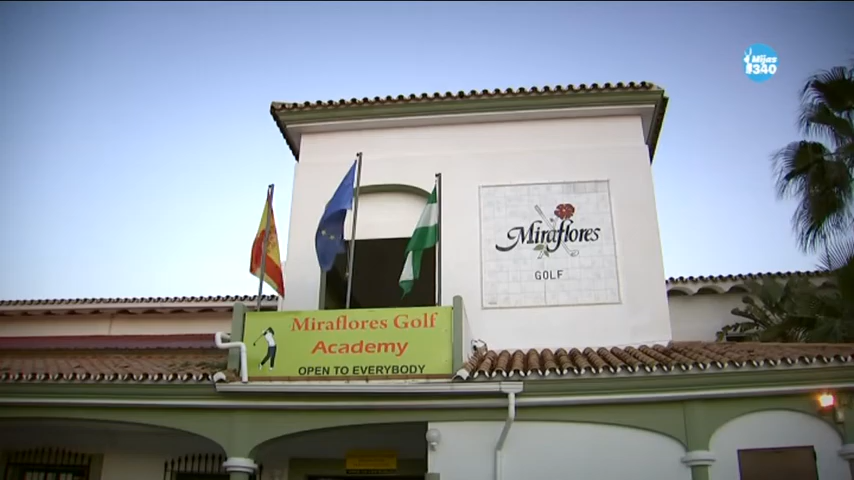 Mijas
340
Miraflores
GOLF
Miraflores Golf
Academy
OPEN TO EVERYBODY